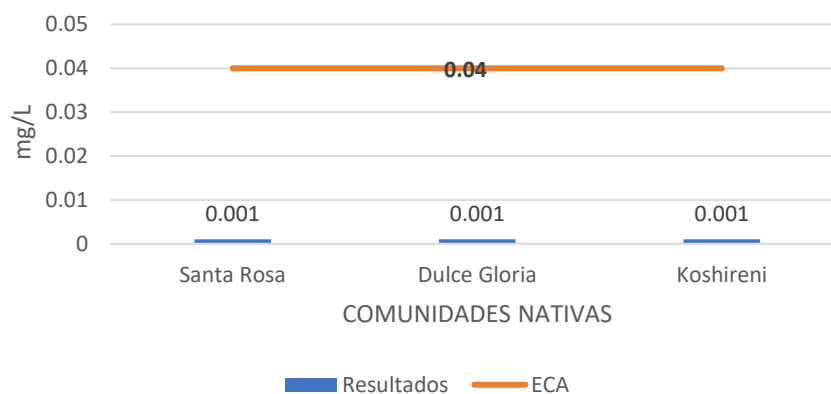 0.05
0.04
0.04
0.03
0.02
0.01
0.001 0.001 0.001
0
mg/L
Santa Rosa Dulce Gloria Koshireni
COMUNIDADES NATIVAS
Resultados ECA